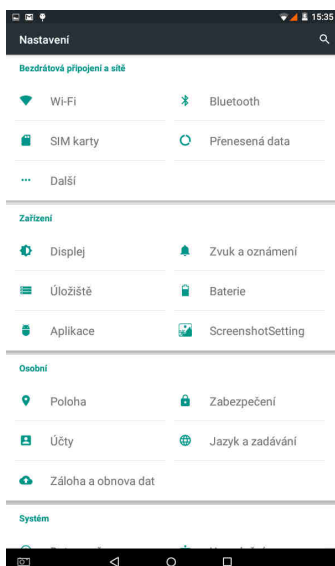 15:35
Nastavení
Bezdrátová připojení a sítě
Wi-Fi
Bluetooth
SIM karty
Přenesená data
Další
Zařízení
Displej
Zvuk a oznámení
Úložiště
Baterie
Aplikace
ScreenshotSetting
Osobní
Poloha
Zabezpečení
Účty
Jazyk a zadávání
Záloha a obnova dat
Systém